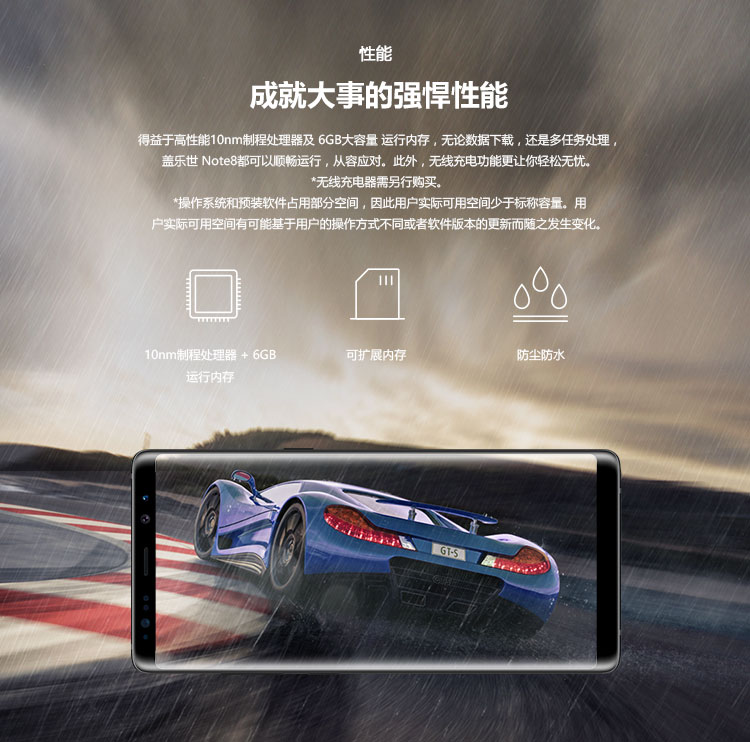 性能
成就大事的强悍性能
得益于高性能10nm制程处理器及 6GB大容量 运行内存，无论数据下载，还是多任务处理，
盖乐世 Note8都可以顺畅运行，从容应对。此外，无线充电功能更让你轻松无忧。
*无线充电器需另行购买。
*操作系统和预装软件占用部分空间，因此用户实际可用空间少于标称容量。用
户实际可用空间有可能基于用户的操作方式不同或者软件版本的更新而随之发生变化。
10nm制程处理器 + 6GB
运行内存
可扩展内存
防尘防水
GT-S